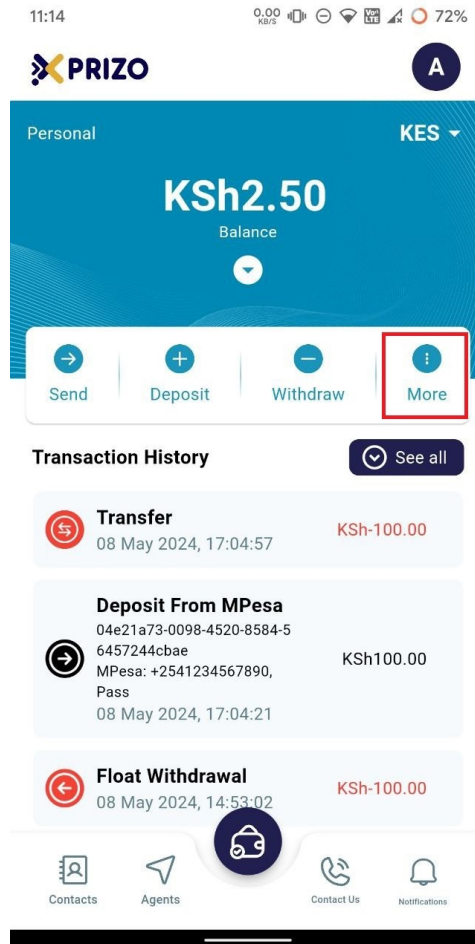 11:14 0.00 KB/S Vo) LTE 72%
PRIZO A
Personal KES
KSh2.50
Balance
Send Deposit Withdraw More
Transaction History See all
Transfer
08 May 2024, 17:04:57 KSh-100.00
Deposit From MPesa
04e21a73-0098-4520-8584-5
6457244cbae
MPesa: +2541234567890,
Pass
08 May 2024, 17:04:21
KSh100.00
Float Withdrawal
08 May 2024, 14:53:02 KSh-100.00
Contacts Agents Contact Us Notifications